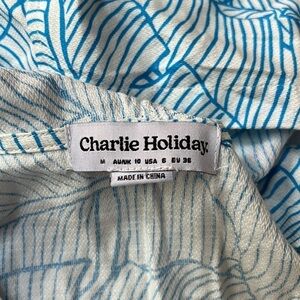 Charlie Holiday.
M AU/UK 10 USA 6 EU 38
MADE IN CHINA